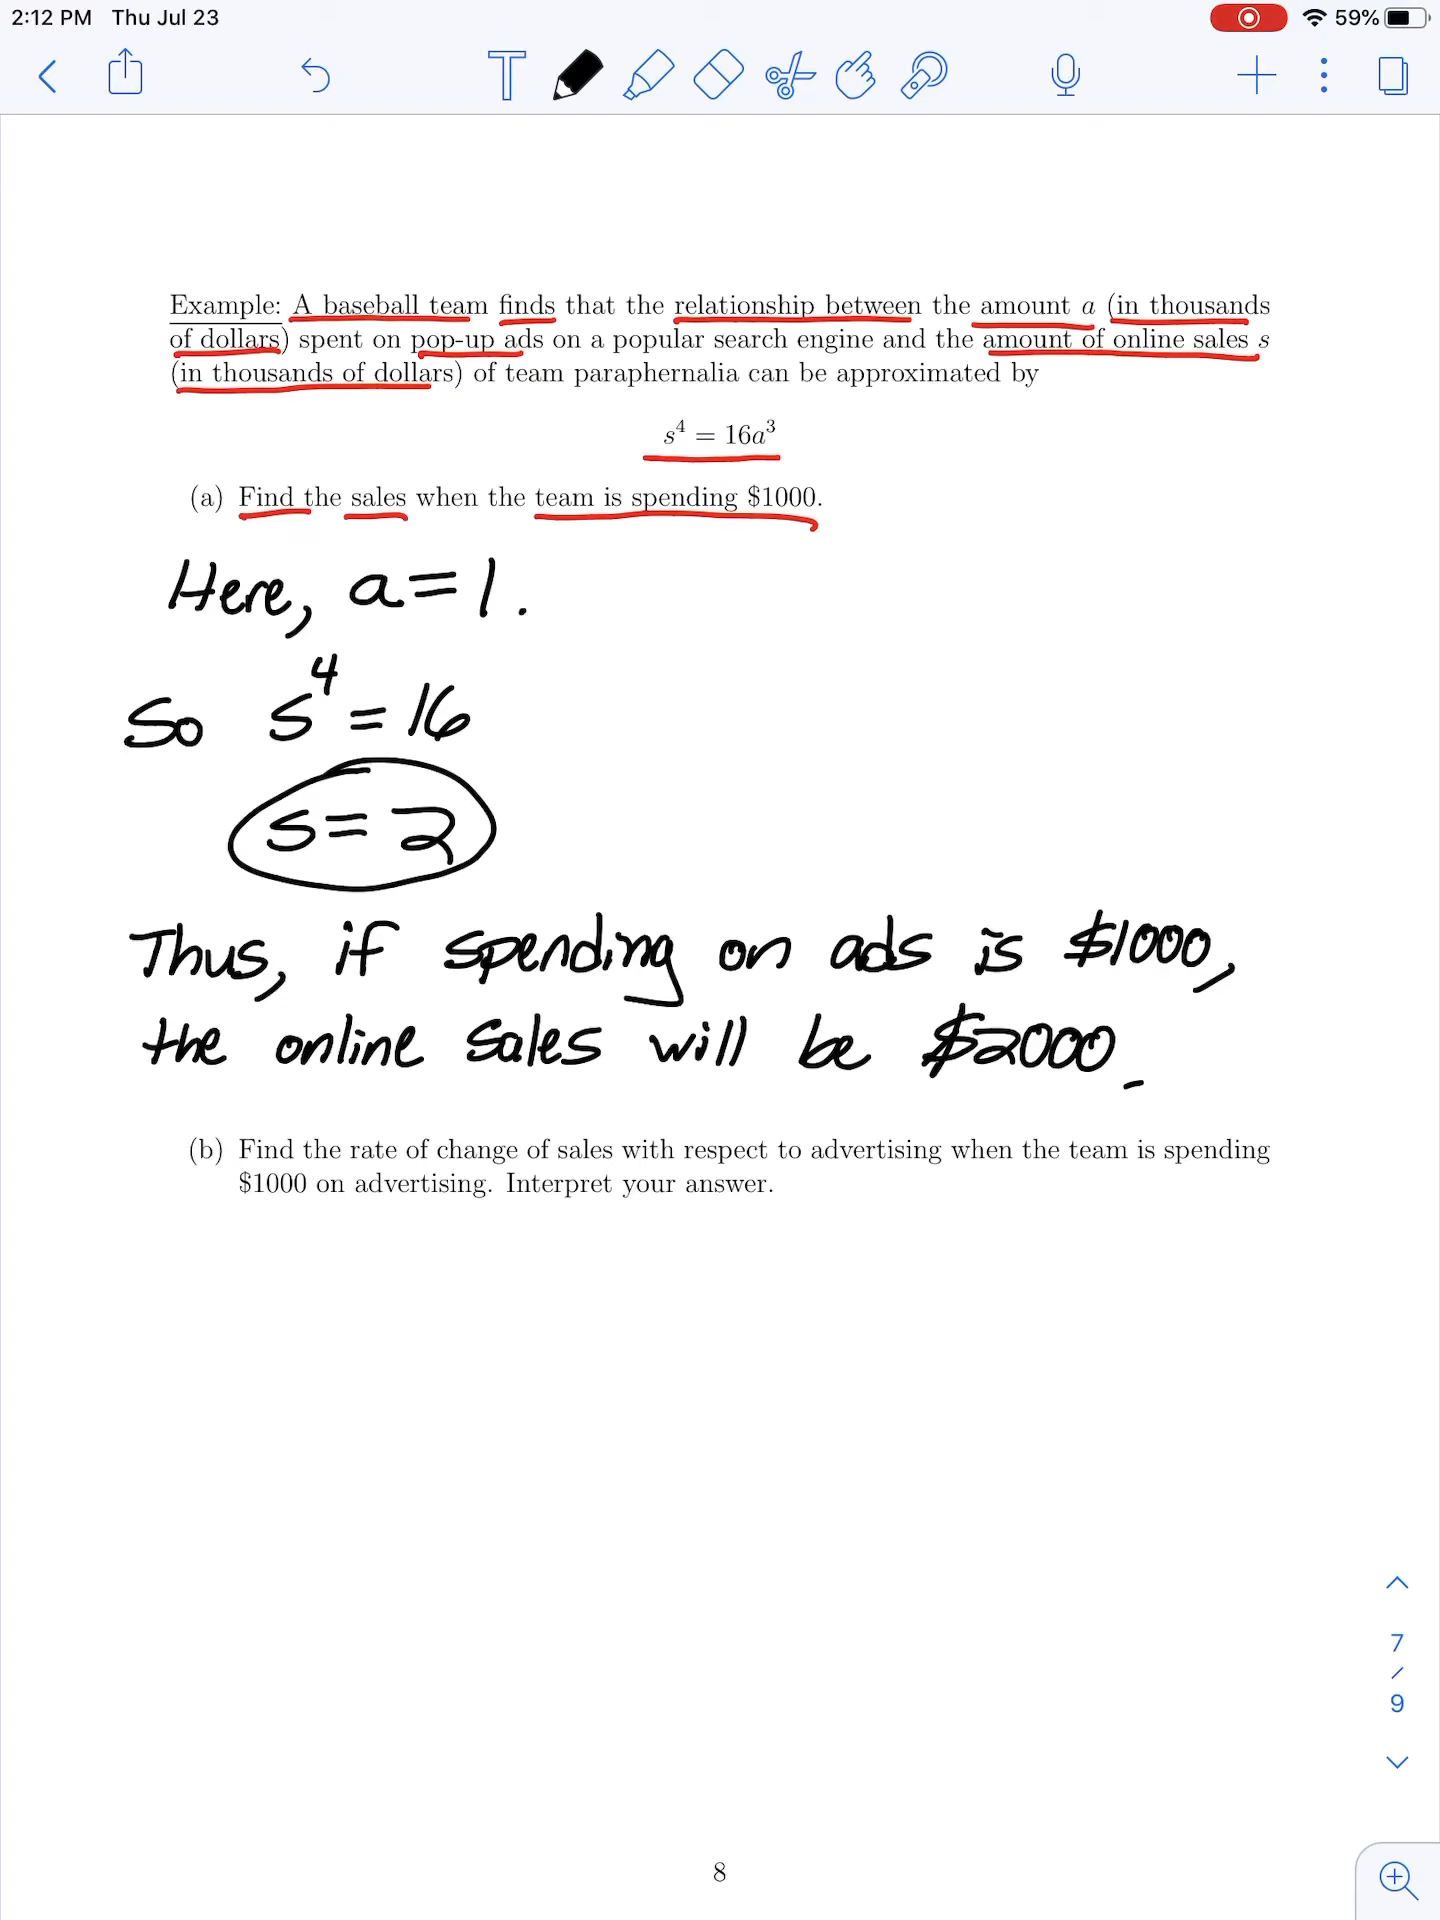 2:12 PM Thu Jul 23 59%
Example: A baseball team finds that the relationship between the amount a (in thousands
of dollars) spent on pop-up ads on a popular search engine and the amount of online sales s
(in thousands of dollars) of team paraphernalia can be approximated by
s⁴ = 16a³
(a) Find the sales when the team is spending $1000.
Here, a=1.
So s⁴ = 16
s= 2
Thus, if spending on ads is $1000,
the online sales will be $2000.
(b) Find the rate of change of sales with respect to advertising when the team is spending
$1000 on advertising. Interpret your answer.
7
/
9
8